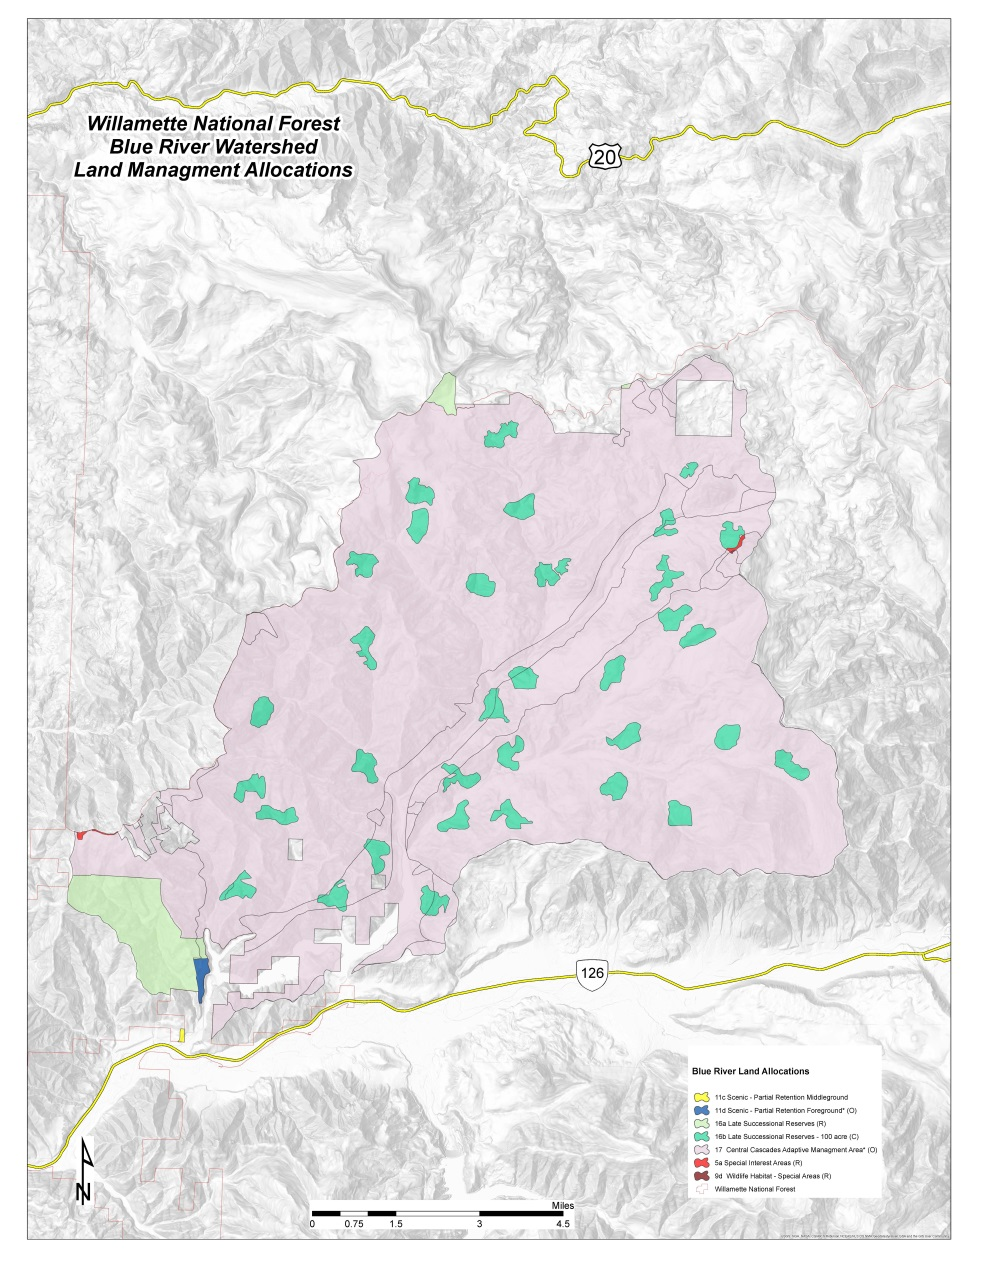 Willamette National Forest
Blue River Watershed
Land Managment Allocations
20
126
Blue River Land Allocations
11c Scenic - Partial Retention Middleground
11d Scenic - Partial Retention Foreground* (O)
16a Late Successional Reserves (R)
16b Late Successional Reserves - 100 acre (C)
17 Central Cascades Adaptive Managment Area* (O)
5a Special Interest Areas (R)
9d Wildlife Habitat - Special Areas (R)
Willamette National Forest
N
Miles
0 0.75 1.5 3 4.5